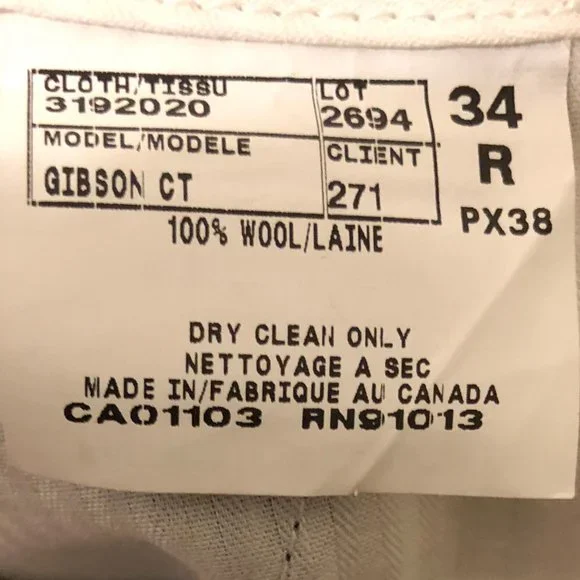 CLOTH/TISSU
3192020
LOT
2694
34
MODEL/MODELE
GIBSON CT
CLIENT
271
R
PX38
100% WOOL/LAINE
DRY CLEAN ONLY
NETTOYAGE A SEC
MADE IN/FABRIQUE AU CANADA
CA01103 RN91013